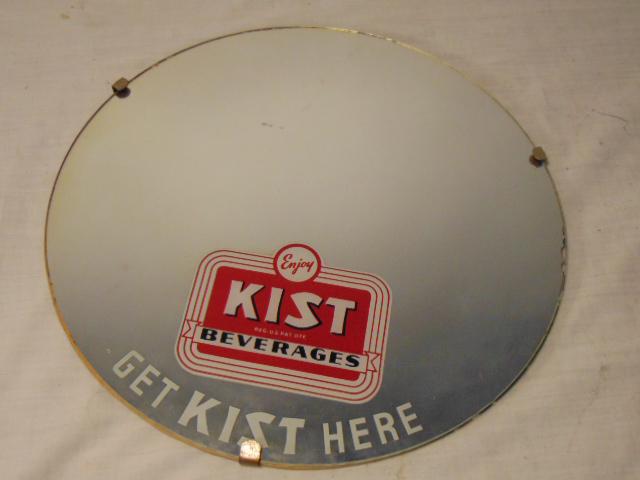 Enjoy
KIST
REG. U.S. PAT. OFF.
BEVERAGES
GET KIST HERE